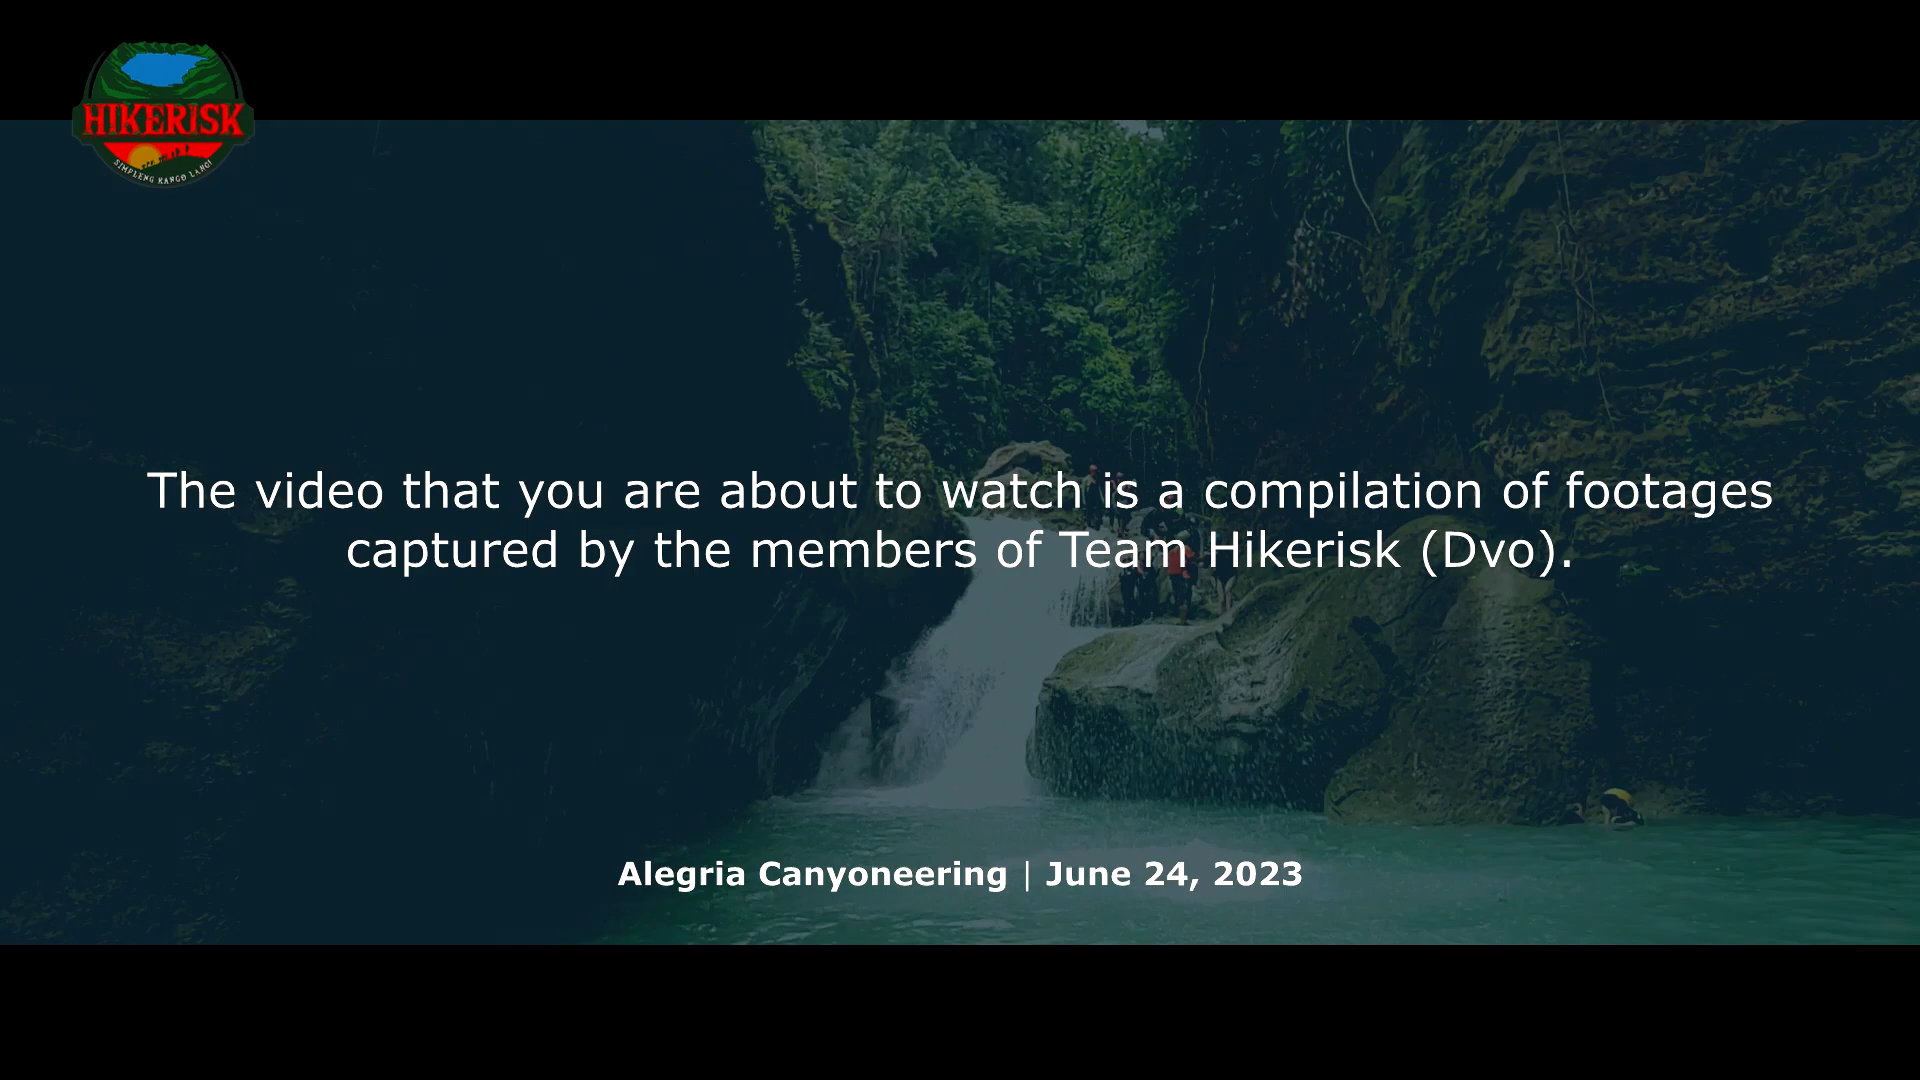 HIKERISK
SIMPLENG KANGO LANG!
The video that you are about to watch is a compilation of footages
captured by the members of Team Hikerisk (Dvo).
Alegria Canyoneering | June 24, 2023